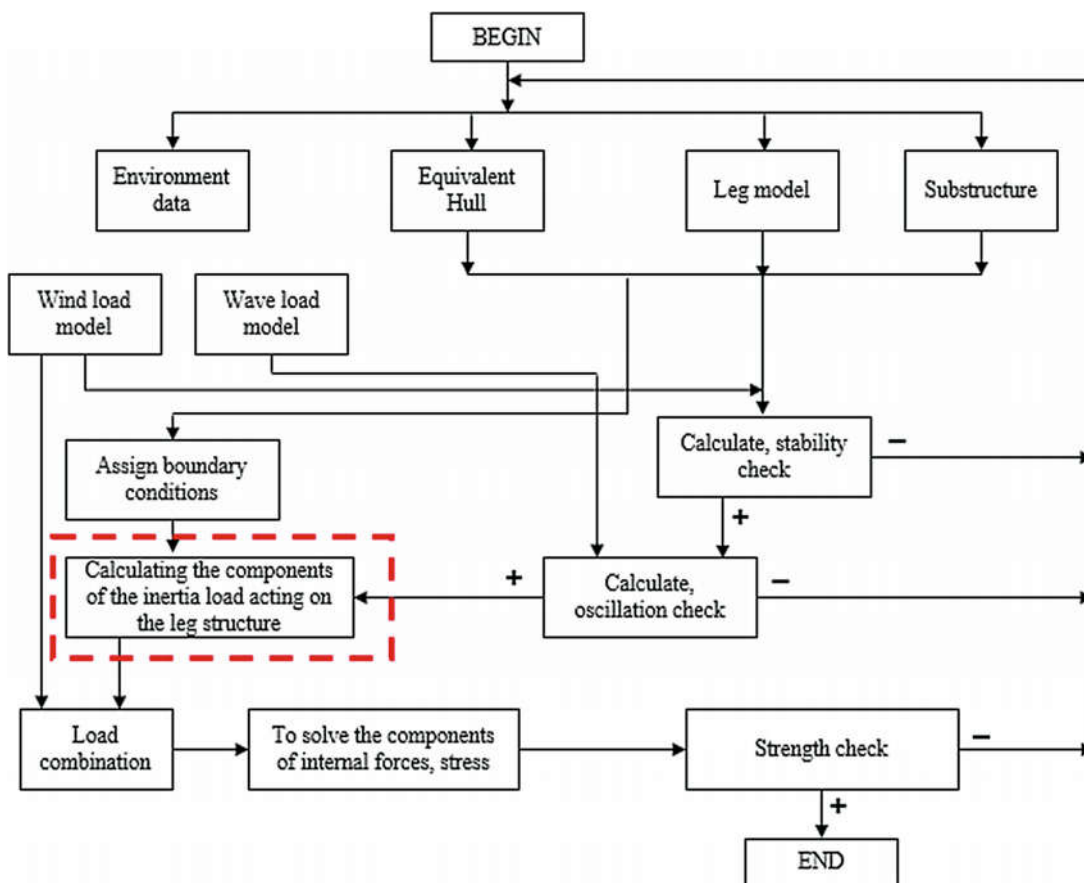 BEGIN
Environment
data
Equivalent
Hull
Leg model
Substructure
Wind load
model
Wave load
model
Calculate, stability
check
−
+
Assign boundary
conditions
Calculating the components
of the inertia load acting on
the leg structure
+
Calculate,
oscillation check
−
Load
combination
To solve the components
of internal forces, stress
Strength check
−
+
END